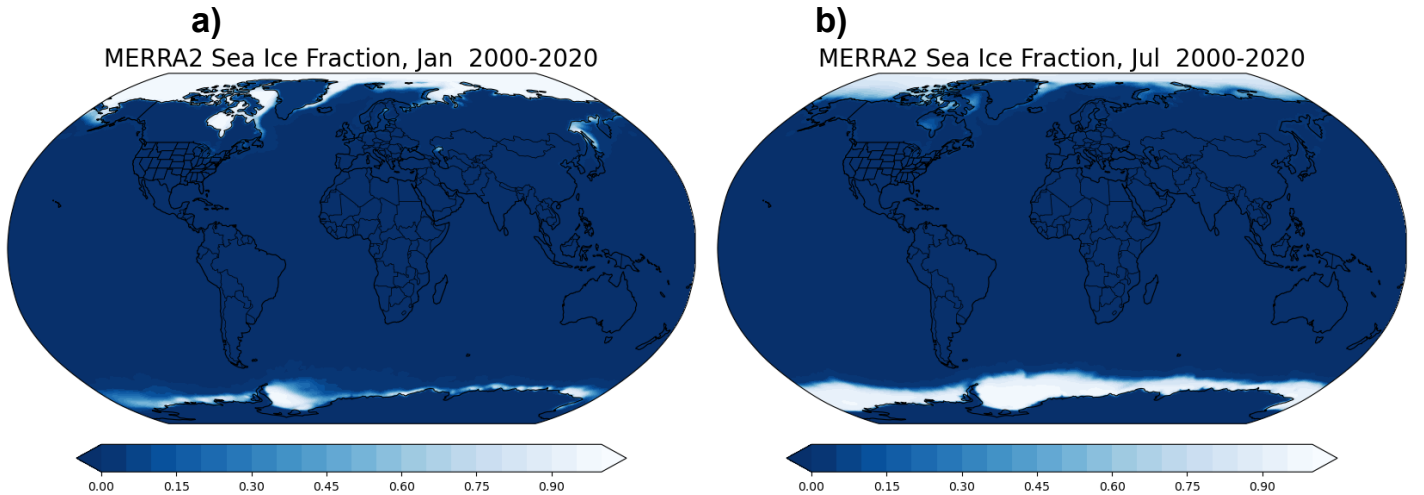 a)
MERRA2 Sea Ice Fraction, Jan 2000-2020
0.00 0.15 0.30 0.45 0.60 0.75 0.90
b)
MERRA2 Sea Ice Fraction, Jul 2000-2020
0.00 0.15 0.30 0.45 0.60 0.75 0.90